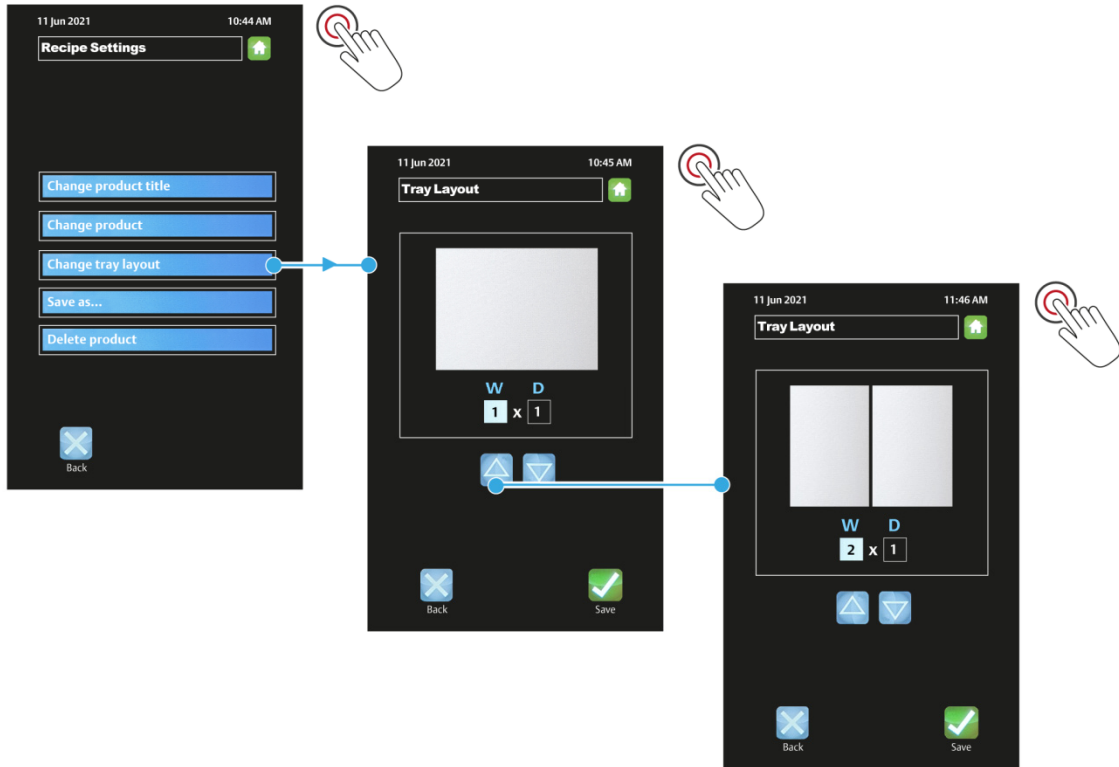 11 Jun 2021 10:44 AM
Recipe Settings
Change product title
Change product
Change tray layout
Save as...
Delete product
Back
11 Jun 2021 10:45 AM
Tray Layout
W D
1 x 1
Back Save
11 Jun 2021 11:46 AM
Tray Layout
W D
2 x 1
Back Save